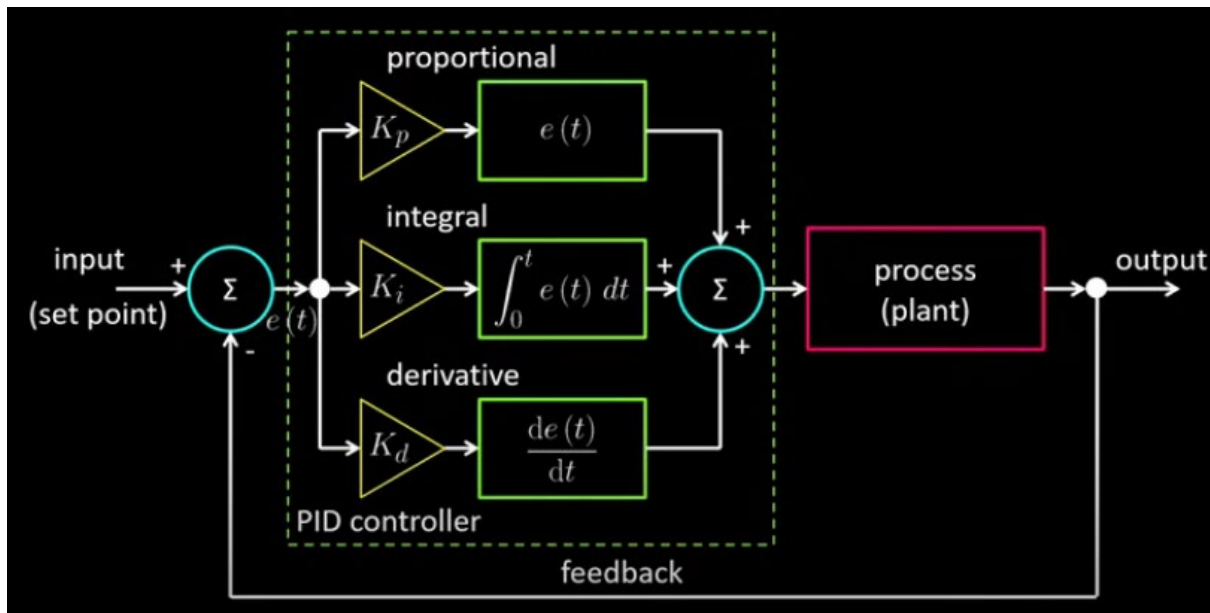 proportional
K_p
e(t)
integral
input
(set point)
+
Σ
-
e(t)
K_i
∫_0^t e(t) dt
+
+
Σ
+
process
(plant)
output
derivative
K_d
de(t)/dt
PID controller
feedback